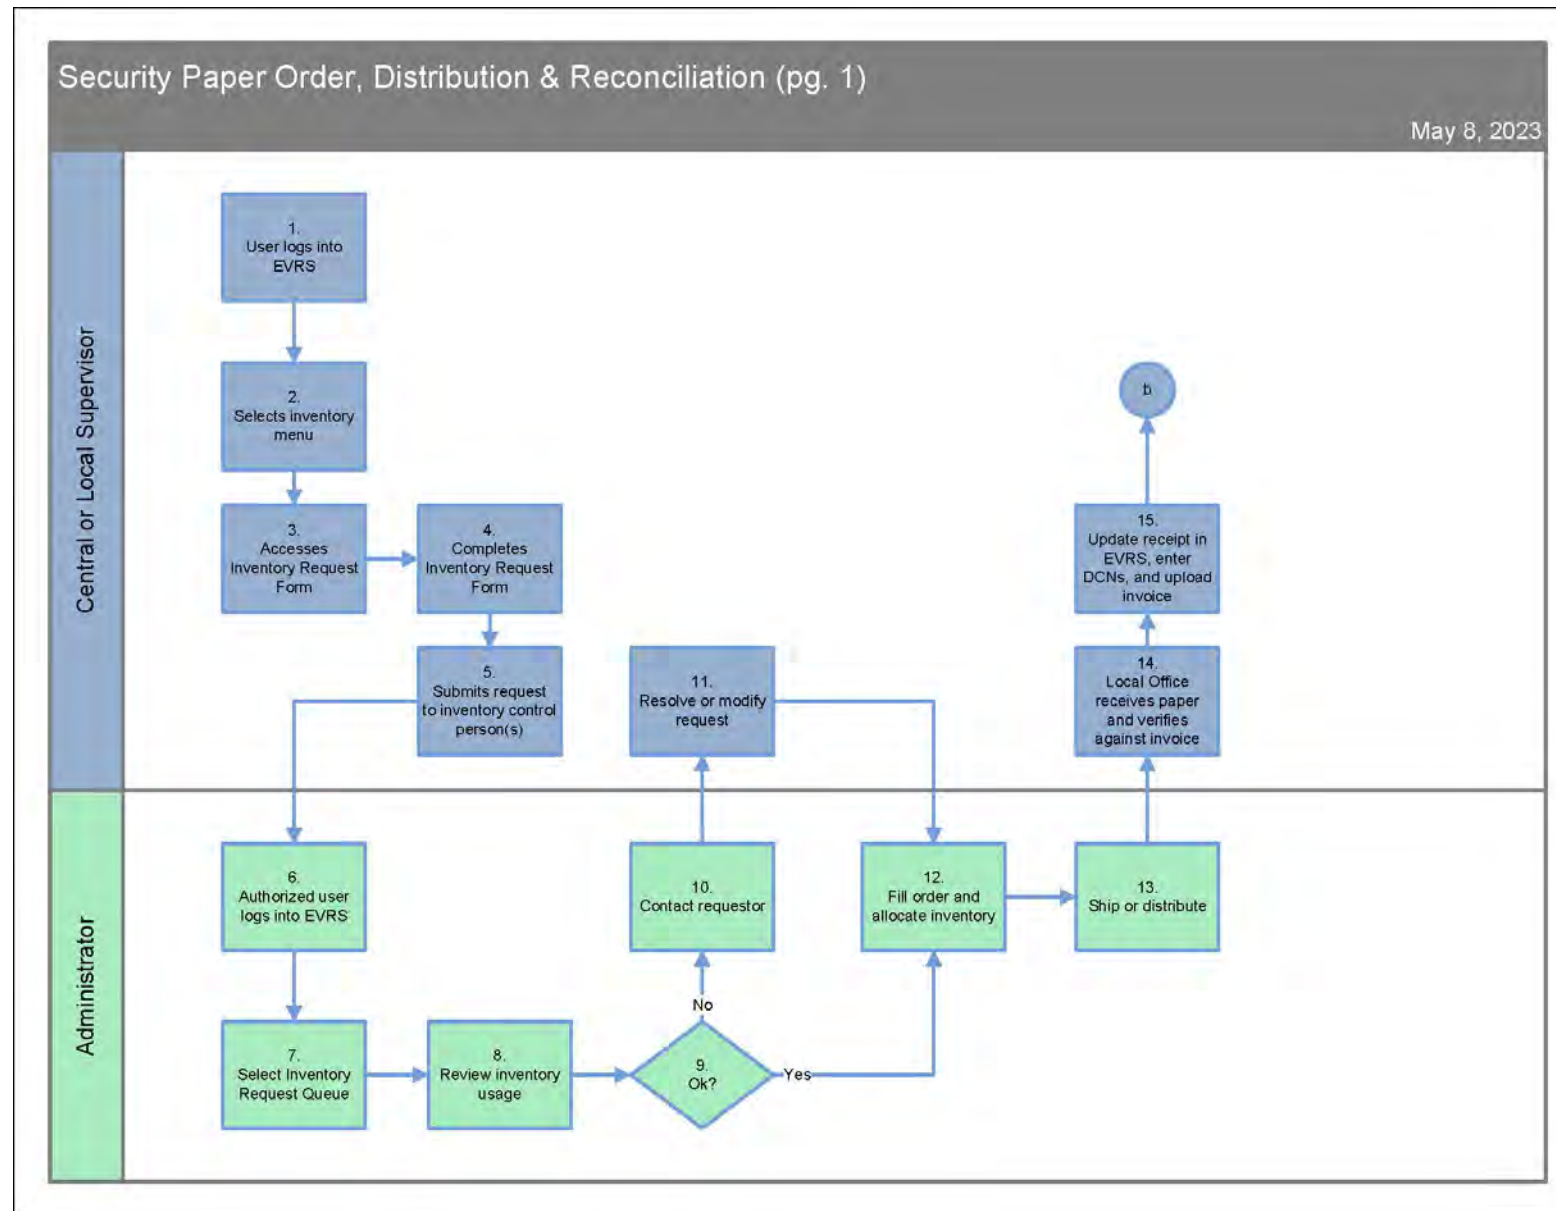 Security Paper Order, Distribution & Reconciliation (pg. 1)
May 8, 2023
Central or Local Supervisor
1.
User logs into
EVRS
2.
Selects inventory
menu
3.
Accesses
Inventory Request
Form
4.
Completes
Inventory Request
Form
5.
Submits request
to inventory control
person(s)
11.
Resolve or modify
request
b
15.
Update receipt in
EVRS, enter
DCNs, and upload
invoice
14.
Local Office
receives paper
and verifies
against invoice
Administrator
6.
Authorized user
logs into EVRS
7.
Select Inventory
Request Queue
8.
Review inventory
usage
9.
Ok?
No
Yes
10.
Contact requestor
12.
Fill order and
allocate inventory
13.
Ship or distribute